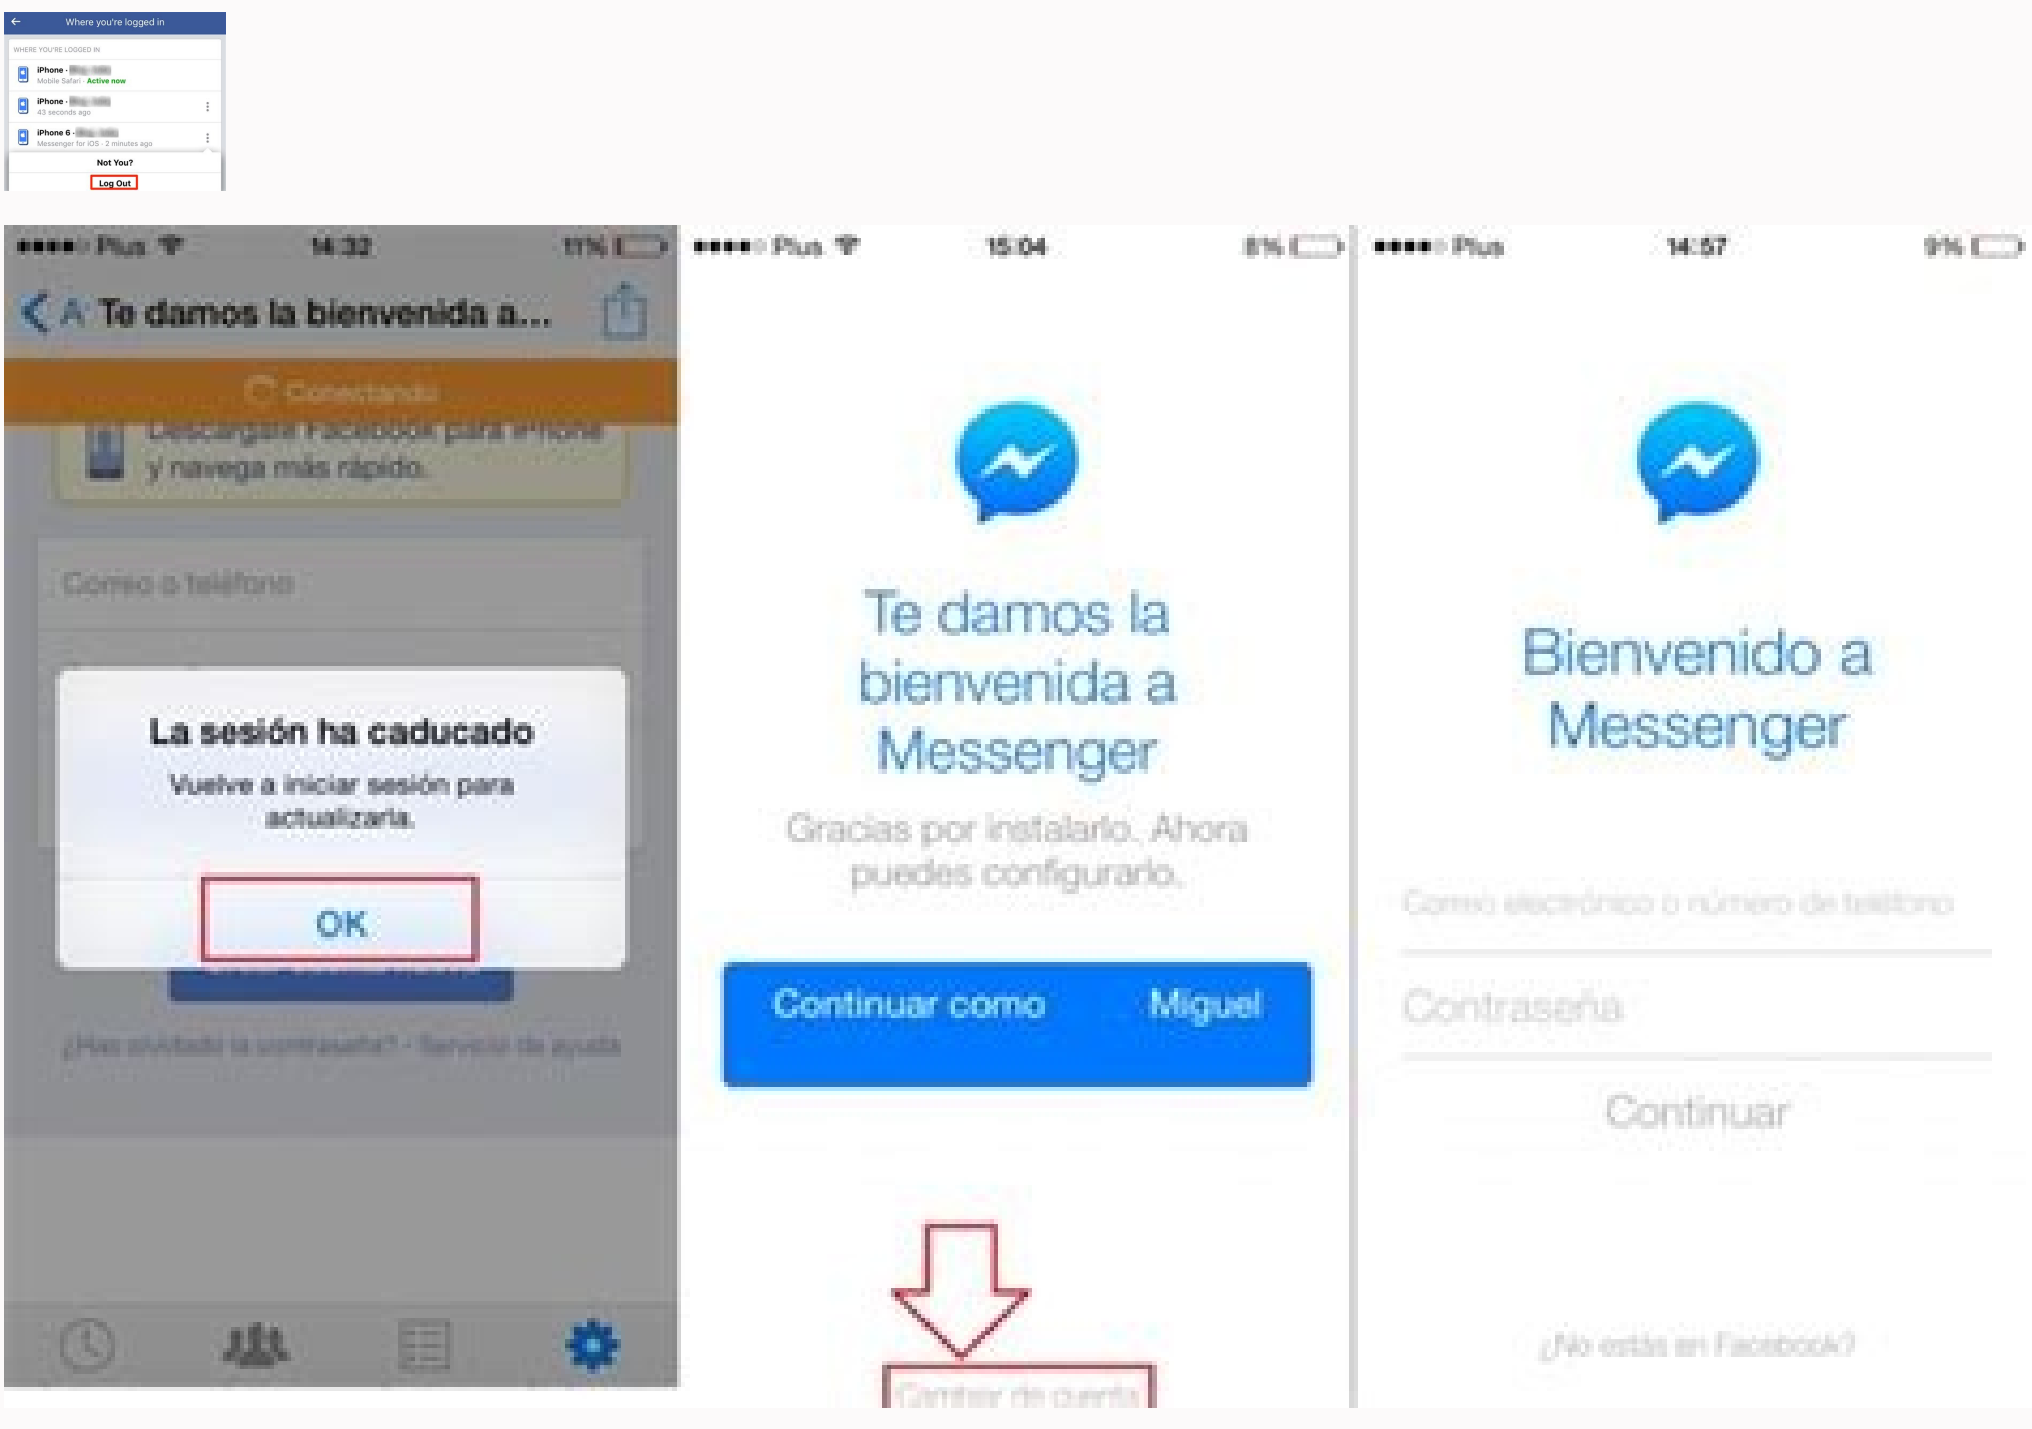 Where you're logged in
WHERE YOU'RE LOGGED IN
iPhone ·
Mobile Safari · Active now
iPhone ·
43 seconds ago
iPhone 6 ·
Messenger for iOS · 2 minutes ago
Not You?
Log Out
Plus 14:32 11%
A Te damos la bienvenida a...
Conectando
Descárgate Facebook para iPhone
y navega más rápido.
Correo o teléfono
La sesión ha caducado
Vuelve a iniciar sesión para
actualizarla.
OK
¿Has olvidado la contraseña? · Servicio de ayuda
Plus 15:04 8%
Te damos la
bienvenida a
Messenger
Gracias por instalarlo. Ahora
puedes configurarlo.
Continuar como Miguel
Cambiar de cuenta
Plus 14:57 9%
Bienvenido a
Messenger
Correo electrónico o número de teléfono
Contraseña
Continuar
¿No estás en Facebook?